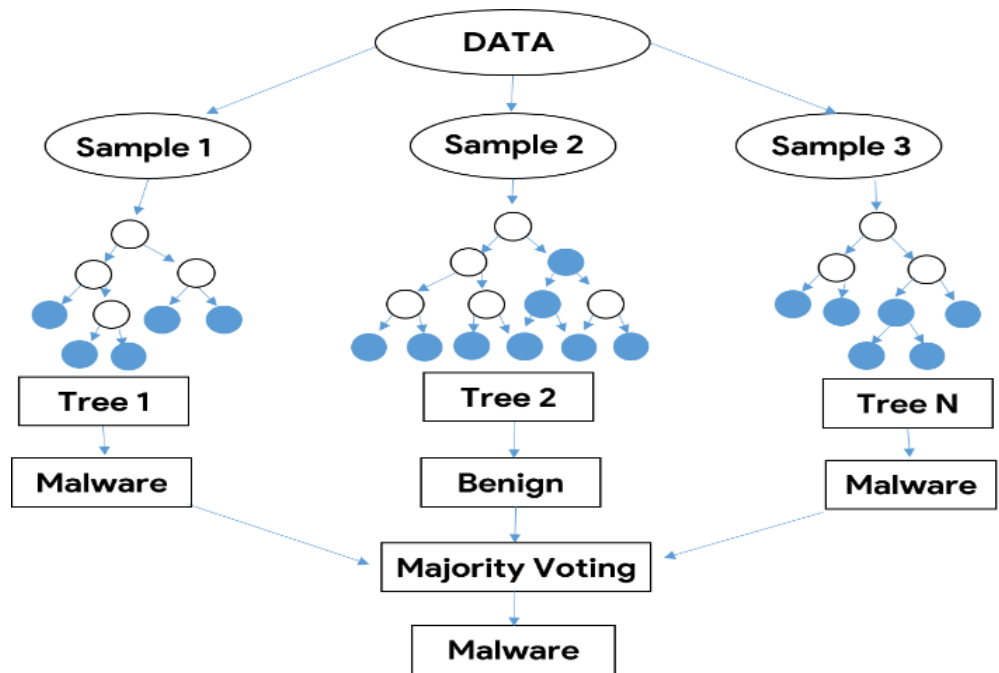 DATA
Sample 1
Sample 2
Sample 3
Tree 1
Tree 2
Tree N
Malware
Benign
Malware
Majority Voting
Malware